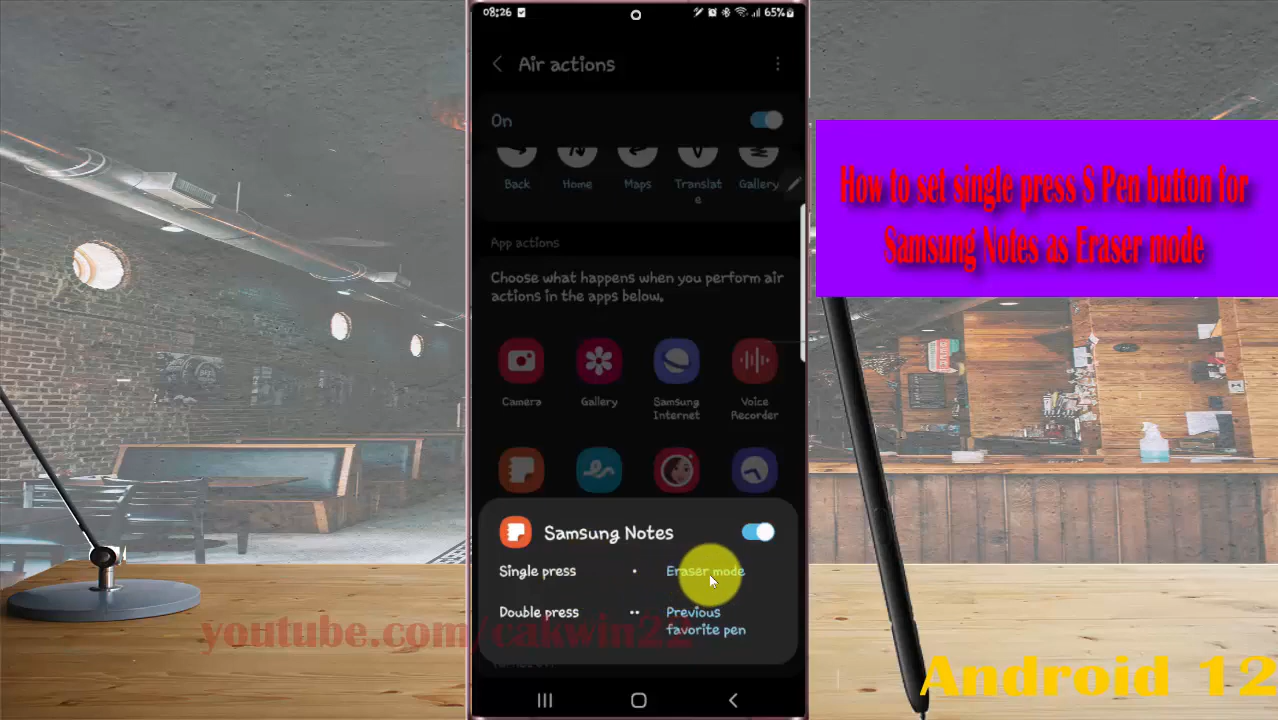 08:26
65%
Air actions
On
Back
Home
Maps
Translat
e
Gallery
App actions
Choose what happens when you perform air
actions in the apps below.
Camera
Gallery
Samsung
Internet
Voice
Recorder
Samsung Notes
Single press
Eraser mode
Double press
Previous
favorite pen
youtube.com/cakwin22
How to set single press S Pen button for
Samsung Notes as Eraser mode
Android 12